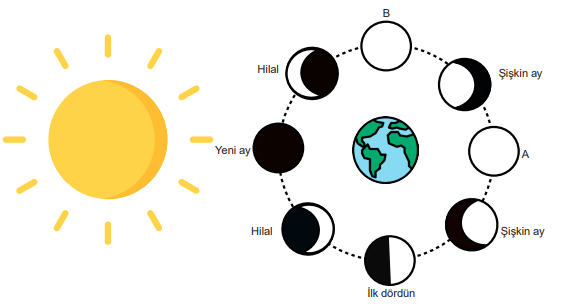 B
Hilal
Şişkin ay
Yeni ay
A
Hilal
Şişkin ay
İlk dördün